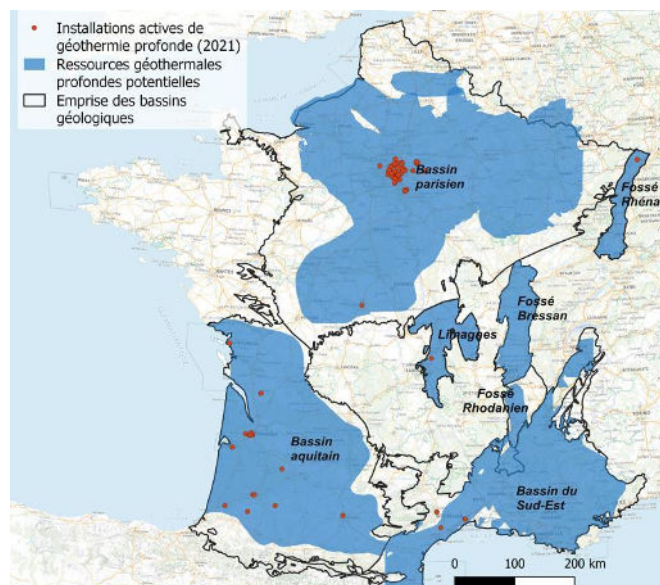 Installations actives de
géothermie profonde (2021)
Ressources géothermales
profondes potentielles
Emprise des bassins
géologiques
Bassin
parisien
Fossé
Rhéna
Fossé
Bressan
Limagnes
Fossé
Rhodanien
Bassin
aquitain
Bassin du
Sud-Est
0 100 200 km